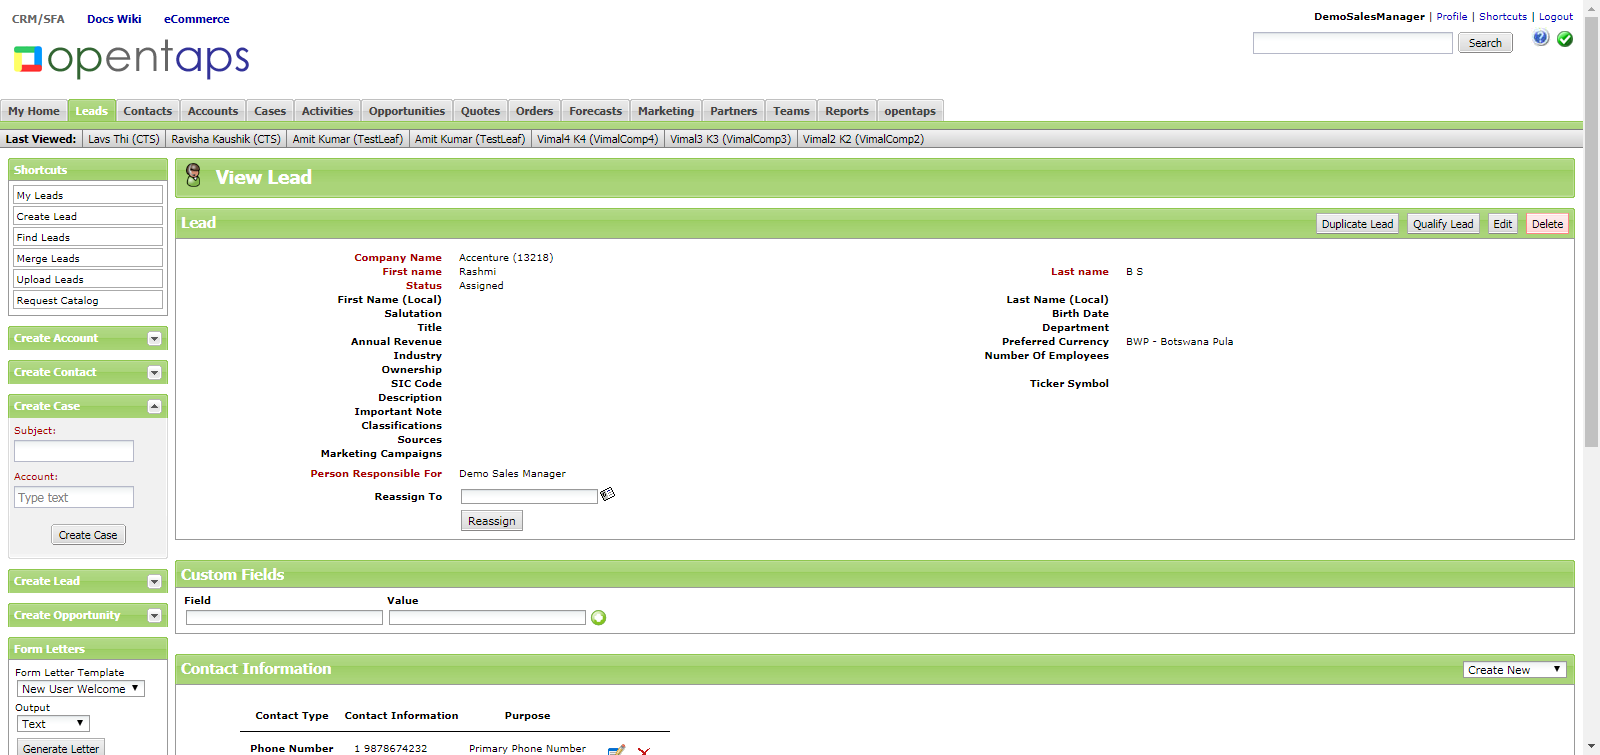 CRM/SFA Docs Wiki eCommerce
DemoSalesManager | Profile | Shortcuts | Logout
opentaps
Search
My Home Leads Contacts Accounts Cases Activities Opportunities Quotes Orders Forecasts Marketing Partners Teams Reports opentaps
Last Viewed: Lavs Thi (CTS) Ravisha Kaushik (CTS) Amit Kumar (TestLeaf) Amit Kumar (TestLeaf) Vimal4 K4 (VimalComp4) Vimal3 K3 (VimalComp3) Vimal2 K2 (VimalComp2)
Shortcuts
My Leads
Create Lead
Find Leads
Merge Leads
Upload Leads
Request Catalog
Create Account
Create Contact
Create Case
Subject:
Account:
Type text
Create Case
Create Lead
Create Opportunity
Form Letters
Form Letter Template
New User Welcome
Output
Text
Generate Letter
View Lead
Lead
Duplicate Lead Qualify Lead Edit Delete
Company Name Accenture (13218)
First name Rashmi Last name B S
Status Assigned
First Name (Local) Last Name (Local)
Salutation Birth Date
Title Department
Annual Revenue Preferred Currency BWP - Botswana Pula
Industry Number Of Employees
Ownership
SIC Code Ticker Symbol
Description
Important Note
Classifications
Sources
Marketing Campaigns
Person Responsible For Demo Sales Manager
Reassign To
Reassign
Custom Fields
Field Value
Contact Information
Create New
Contact Type Contact Information Purpose
Phone Number 1 9878674232 Primary Phone Number